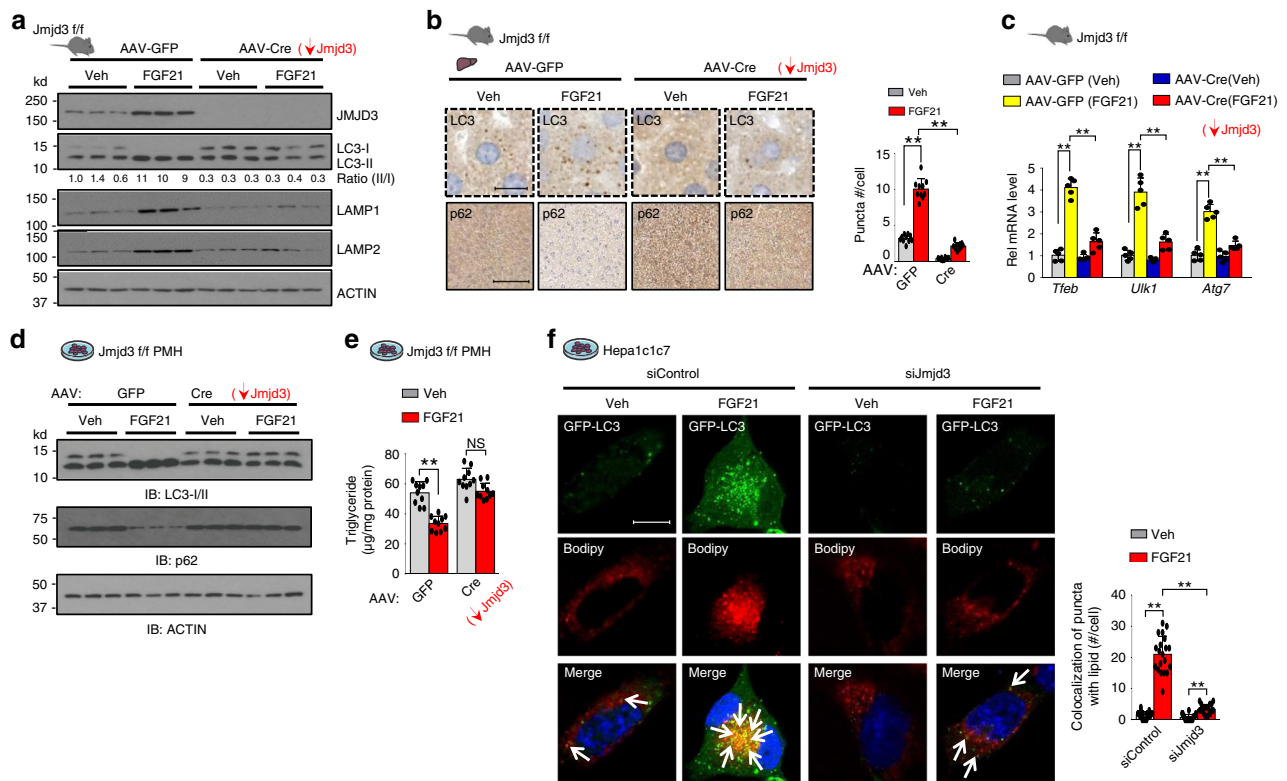 a
Jmjd3 f/f
AAV-GFP AAV-Cre (↓Jmjd3)
Veh FGF21 Veh FGF21
kd
250
150
JMJD3
15
10
LC3-I
LC3-II
1.0 1.4 0.6 11 10 9 0.3 0.3 0.3 0.3 0.4 0.3 Ratio (II/I)
150
100
LAMP1
150
100
LAMP2
50
37
ACTIN
b
Jmjd3 f/f
AAV-GFP AAV-Cre (↓Jmjd3)
Veh FGF21 Veh FGF21
LC3 LC3 LC3 LC3
p62 p62 p62 p62
Veh
FGF21
** **
Puncta #/cell
15
10
5
0
AAV: GFP Cre
c
Jmjd3 f/f
AAV-GFP (Veh) AAV-Cre(Veh)
AAV-GFP (FGF21) AAV-Cre(FGF21)
(↓Jmjd3)
** ** ** ** ** **
Rel mRNA level
5
4
3
2
1
0
Tfeb Ulk1 Atg7
d
Jmjd3 f/f PMH
AAV: GFP Cre (↓Jmjd3)
Veh FGF21 Veh FGF21
kd
15
10
IB: LC3-I/II
75
50
IB: p62
50
37
IB: ACTIN
e
Jmjd3 f/f PMH
Veh
FGF21
** NS
Triglyceride
(µg/mg protein)
80
60
40
20
0
AAV: GFP Cre
(↓Jmjd3)
f
Hepa1c1c7
siControl siJmjd3
Veh FGF21 Veh FGF21
GFP-LC3 GFP-LC3 GFP-LC3 GFP-LC3
Bodipy Bodipy Bodipy Bodipy
Merge Merge Merge Merge
Veh
FGF21
** ** **
Colocalization of puncta
with lipid (#/cell)
40
30
20
10
0
siControl siJmjd3